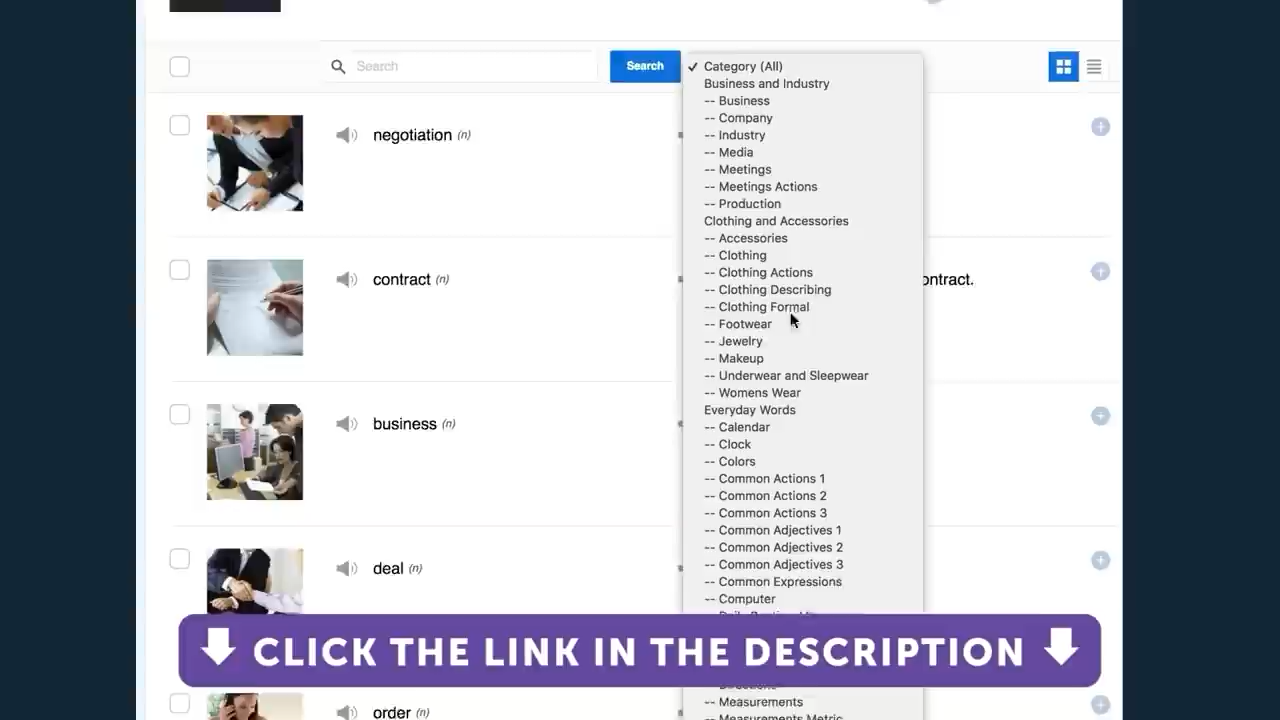 Search
Search
Category (All)
Business and Industry
-- Business
-- Company
-- Industry
-- Media
-- Meetings
-- Meetings Actions
-- Production
Clothing and Accessories
-- Accessories
-- Clothing
-- Clothing Actions
-- Clothing Describing
-- Clothing Formal
-- Footwear
-- Jewelry
-- Makeup
-- Underwear and Sleepwear
-- Womens Wear
Everyday Words
-- Calendar
-- Clock
-- Colors
-- Common Actions 1
-- Common Actions 2
-- Common Actions 3
-- Common Adjectives 1
-- Common Adjectives 2
-- Common Adjectives 3
-- Common Expressions
-- Computer
-- Measurements
-- Measurements Metric
negotiation (n)
contract (n)
ontract.
business (n)
deal (n)
CLICK THE LINK IN THE DESCRIPTION
order (n)